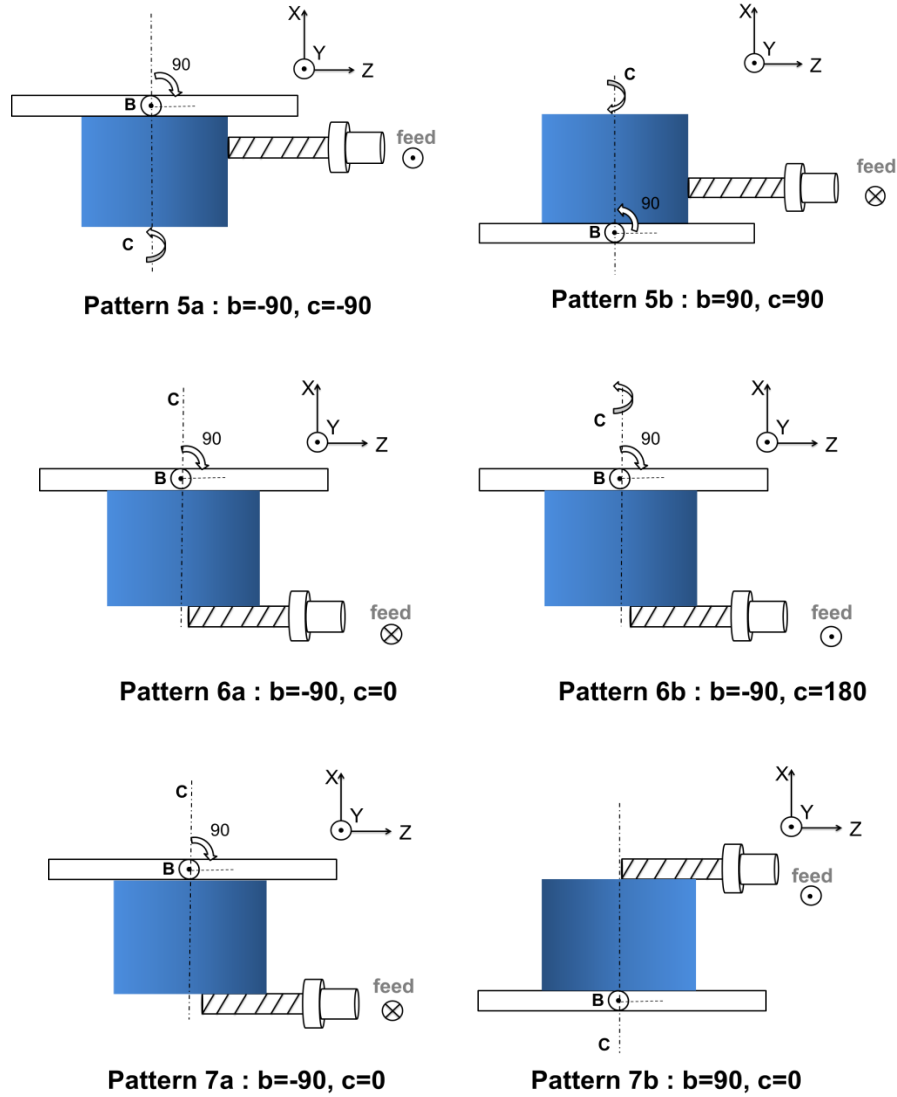 X
Y
Z
90
B
C
feed
Pattern 5a : b=-90, c=-90
X
Y
Z
C
90
B
feed
Pattern 5b : b=90, c=90
C
X
Y
Z
90
B
feed
Pattern 6a : b=-90, c=0
X
Y
Z
C
90
B
feed
Pattern 6b : b=-90, c=180
C
X
Y
Z
90
B
feed
Pattern 7a : b=-90, c=0
X
Y
Z
feed
B
C
Pattern 7b : b=90, c=0